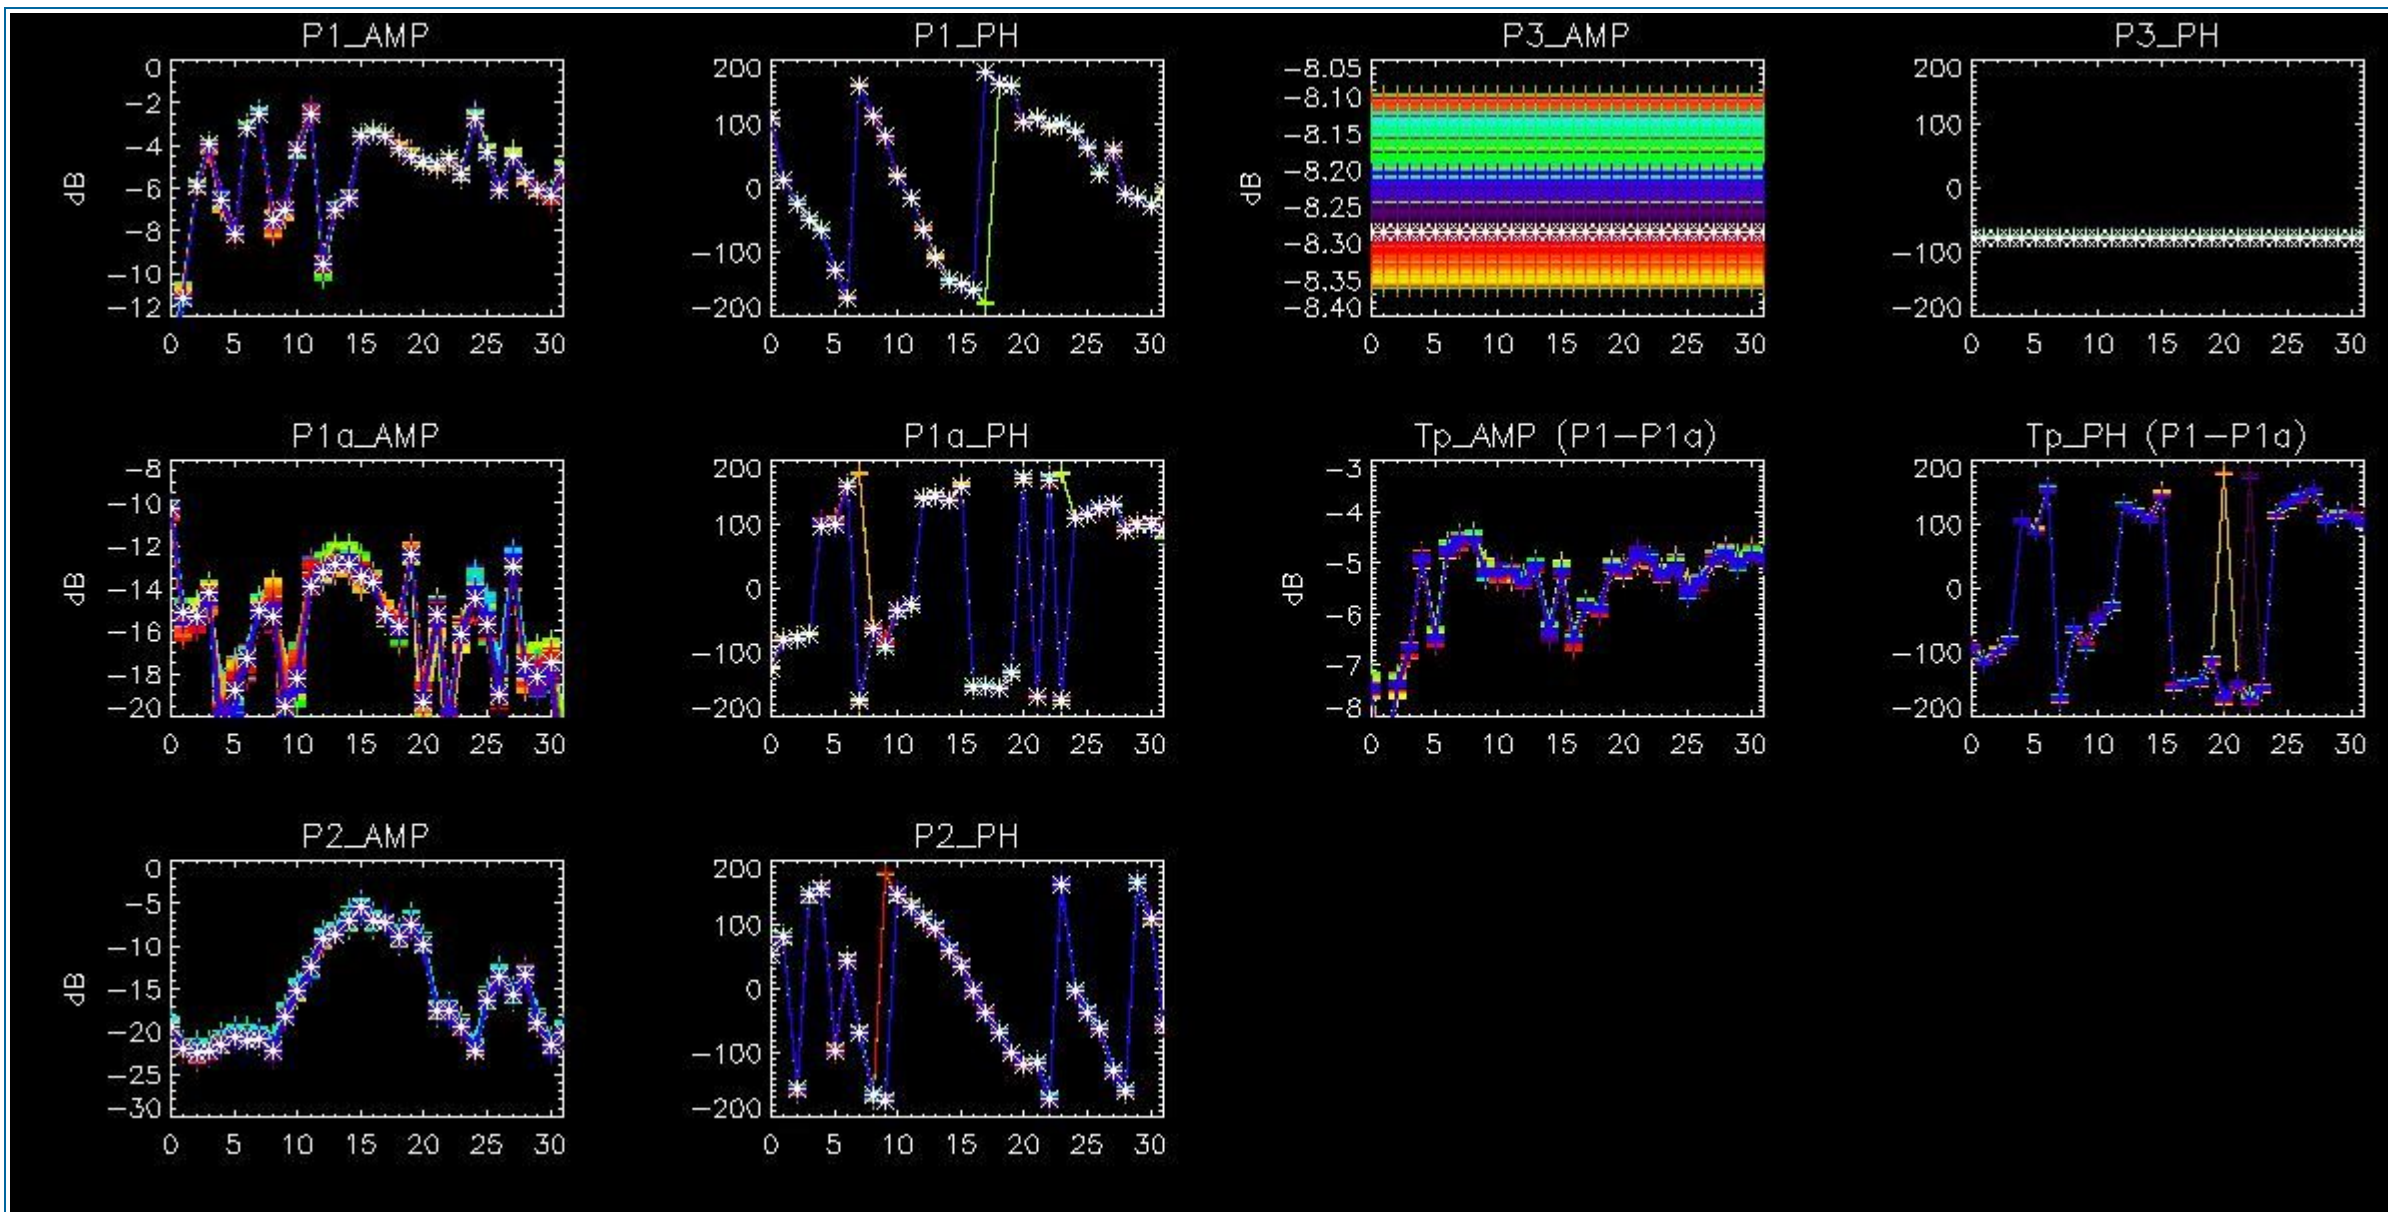 P1_AMP
0
−2
−4
−6
−8
−10
−12
dB
0 5 10 15 20 25 30
P1_PH
200
100
0
−100
−200
0 5 10 15 20 25 30
P3_AMP
−8.05
−8.10
−8.15
−8.20
−8.25
−8.30
−8.35
−8.40
dB
0 5 10 15 20 25 30
P3_PH
200
100
0
−100
−200
0 5 10 15 20 25 30
P1a_AMP
−8
−10
−12
−14
−16
−18
−20
dB
0 5 10 15 20 25 30
P1a_PH
200
100
0
−100
−200
0 5 10 15 20 25 30
Tp_AMP (P1−P1a)
−3
−4
−5
−6
−7
−8
dB
0 5 10 15 20 25 30
Tp_PH (P1−P1a)
200
100
0
−100
−200
0 5 10 15 20 25 30
P2_AMP
0
−5
−10
−15
−20
−25
−30
dB
0 5 10 15 20 25 30
P2_PH
200
100
0
−100
−200
0 5 10 15 20 25 30